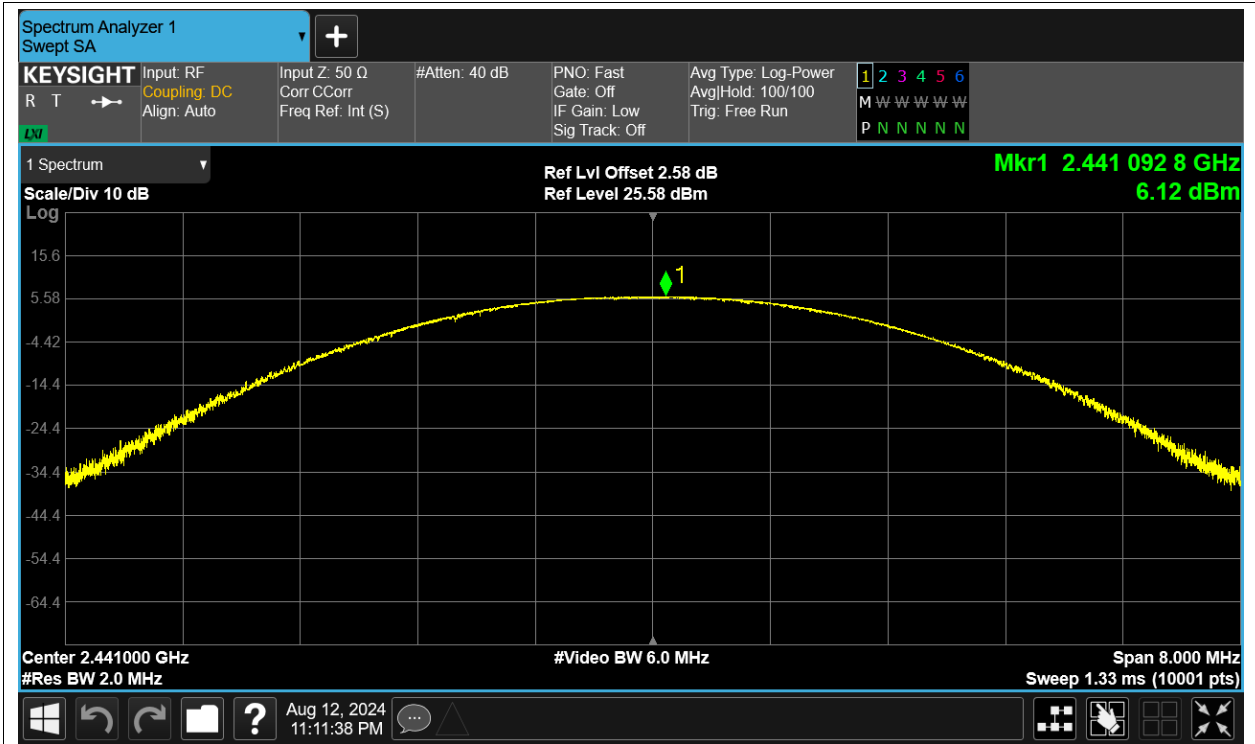 Spectrum Analyzer 1
Swept SA
KEYSIGHT
R T
LXI
Input: RF
Coupling: DC
Align: Auto
Input Z: 50 Ω
Corr CCorr
Freq Ref: Int (S)
#Atten: 40 dB
PNO: Fast
Gate: Off
IF Gain: Low
Sig Track: Off
Avg Type: Log-Power
Avg|Hold: 100/100
Trig: Free Run
1 2 3 4 5 6
M W W W W W
P N N N N N
1 Spectrum
Scale/Div 10 dB
Log
Ref Lvl Offset 2.58 dB
Ref Level 25.58 dBm
Mkr1 2.441 092 8 GHz
6.12 dBm
1
15.6
5.58
-4.42
-14.4
-24.4
-34.4
-44.4
-54.4
-64.4
Center 2.441000 GHz
#Res BW 2.0 MHz
#Video BW 6.0 MHz
Span 8.000 MHz
Sweep 1.33 ms (10001 pts)
?
Aug 12, 2024
11:11:38 PM